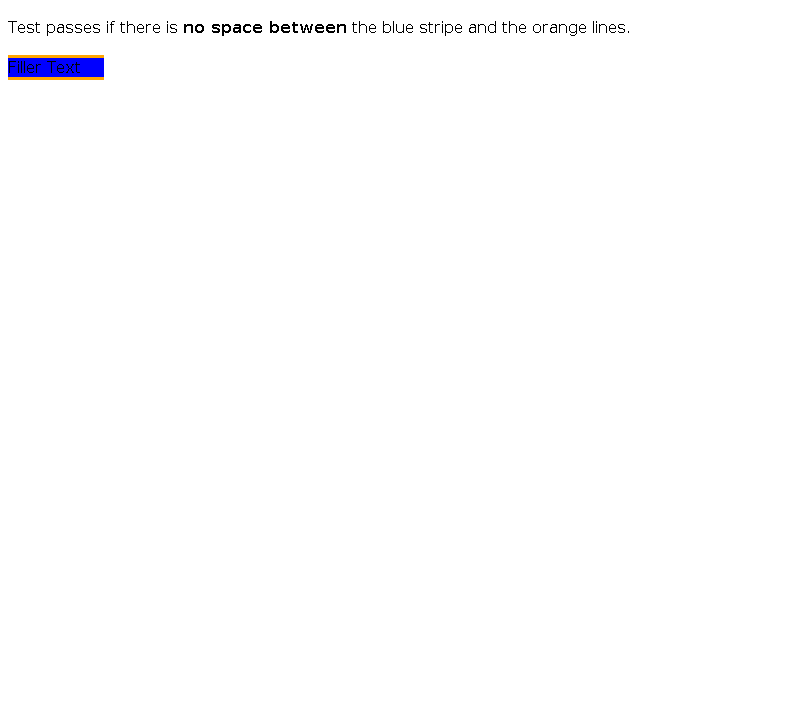 Test passes if there is no space between the blue stripe and the orange lines.
Filler Text